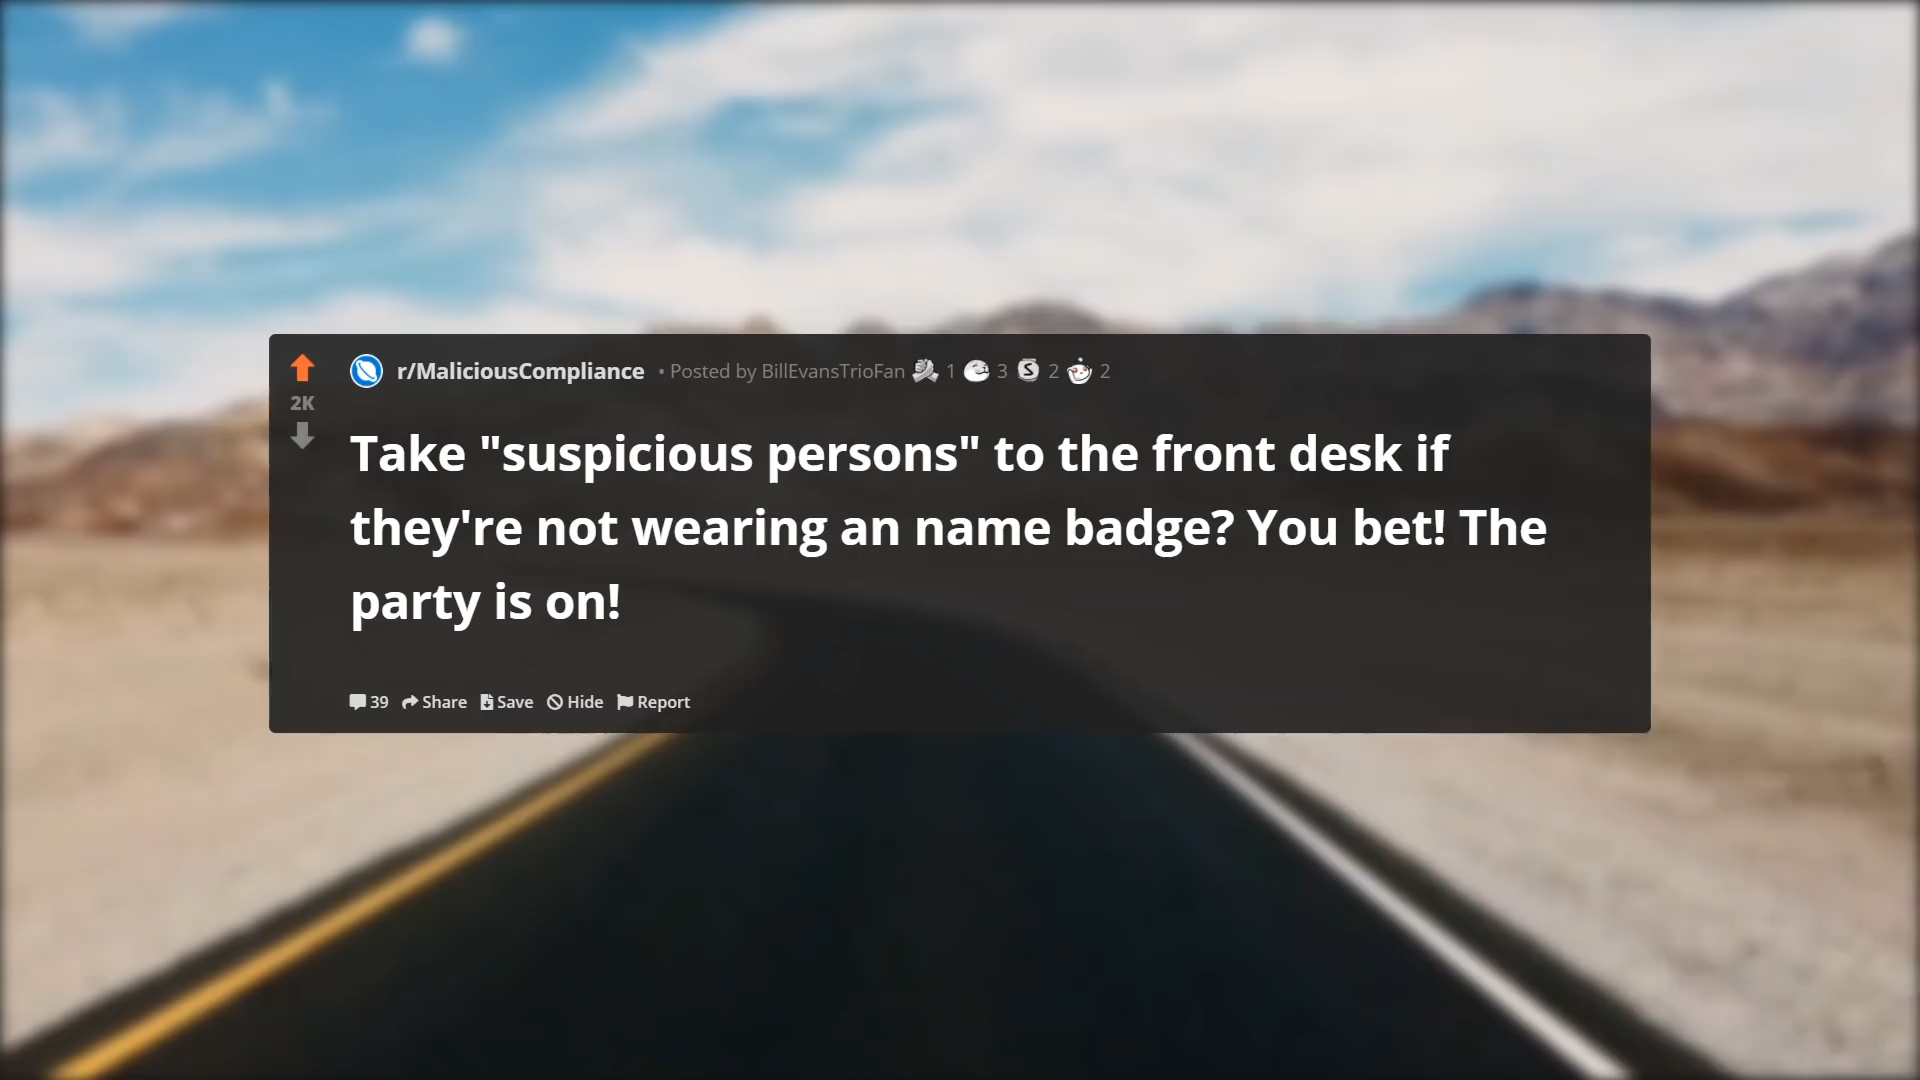 r/MaliciousCompliance • Posted by BillEvansTrioFan 1 3 S 2 2
2K
Take "suspicious persons" to the front desk if
they're not wearing an name badge? You bet! The
party is on!
39 Share Save Hide Report